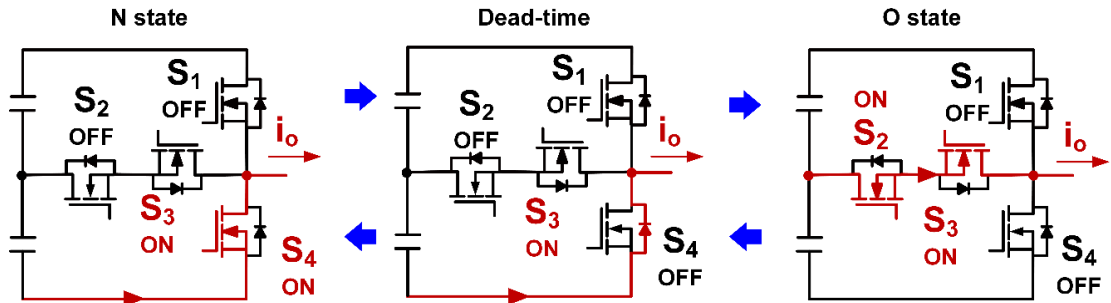 N state
S1
OFF
S2
OFF
io
S3
ON
S4
ON
Dead-time
S1
OFF
S2
OFF
io
S3
ON
S4
OFF
O state
S1
OFF
ON
S2
io
S3
ON
S4
OFF